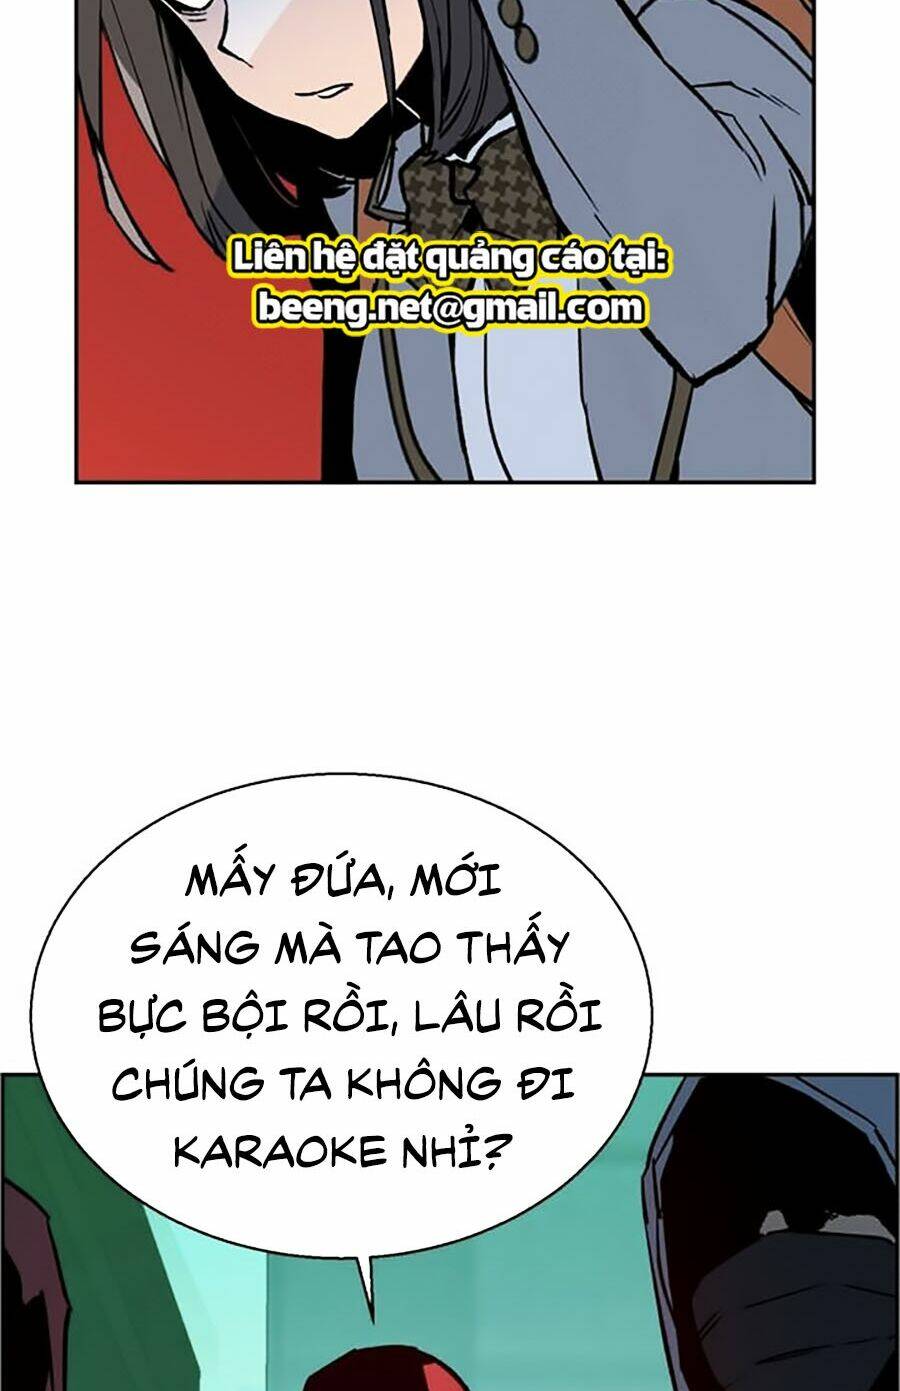 Liên hệ đặt quảng cáo tại:
beeng.net@gmail.com
MẤY ĐỨA, MỚI
SÁNG MÀ TAO THẤY
BỰC BỘI RỒI, LÂU RỒI
CHÚNG TA KHÔNG ĐI
KARAOKE NHỈ?